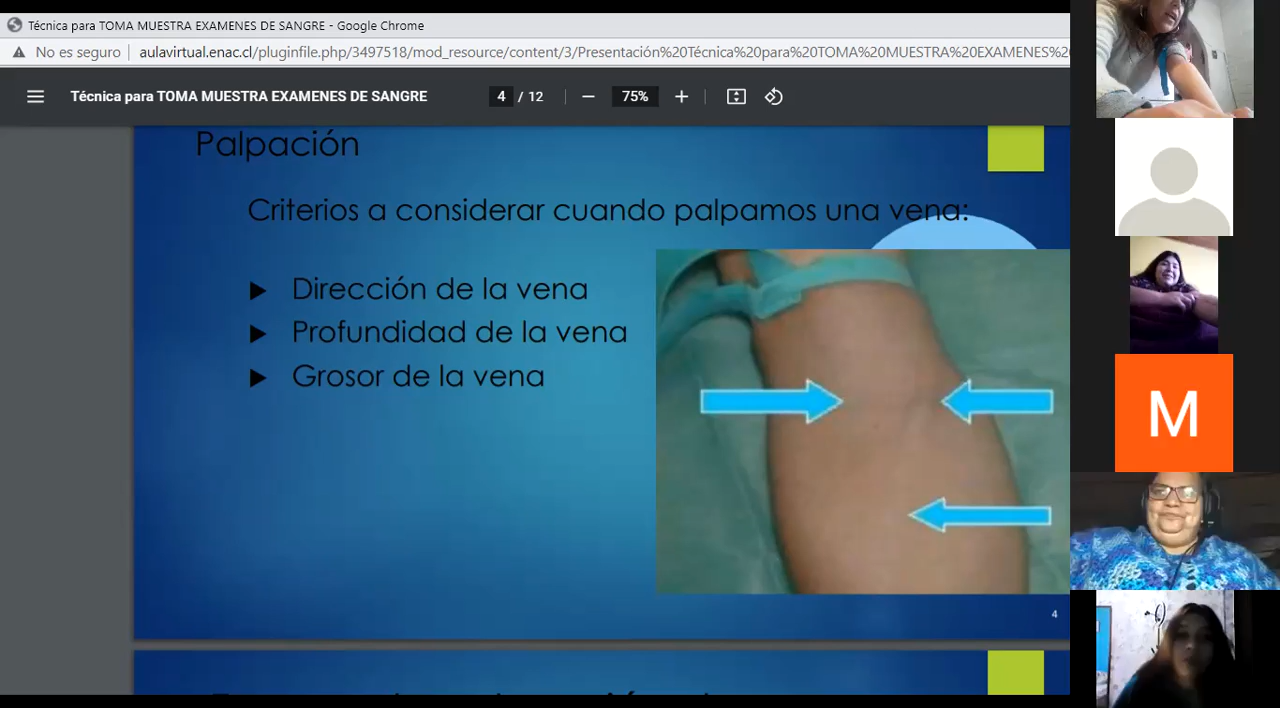 Técnica para TOMA MUESTRA EXAMENES DE SANGRE - Google Chrome
No es seguro aulavirtual.enac.cl/pluginfile.php/3497518/mod_resource/content/3/Presentación%20Técnica%20para%20TOMA%20MUESTRA%20EXAMENES%20
Técnica para TOMA MUESTRA EXAMENES DE SANGRE 4 / 12 75%
Palpación
Criterios a considerar cuando palpamos una vena:
Dirección de la vena
Profundidad de la vena
Grosor de la vena
4
M